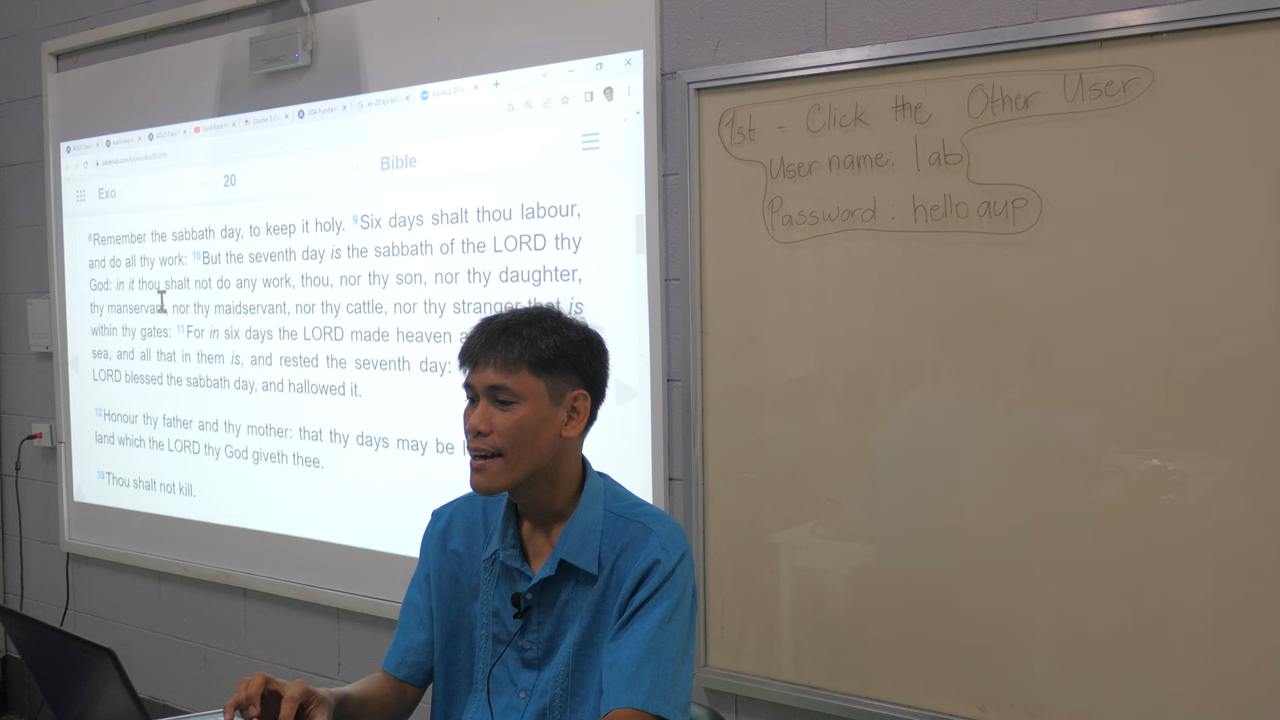 Exodus 20
Exo
20
Bible
8Remember the sabbath day, to keep it holy. 9Six days shalt thou labour,
and do all thy work: 10But the seventh day is the sabbath of the LORD thy
God: in it thou shalt not do any work, thou, nor thy son, nor thy daughter,
thy manservant, nor thy maidservant, nor thy cattle, nor thy stranger that is
within thy gates: 11For in six days the LORD made heaven
sea, and all that in them is, and rested the seventh day:
LORD blessed the sabbath day, and hallowed it.
12Honour thy father and thy mother: that thy days may be
land which the LORD thy God giveth thee.
13Thou shalt not kill.
1st - Click the Other User
User name: lab
Password: helloaup